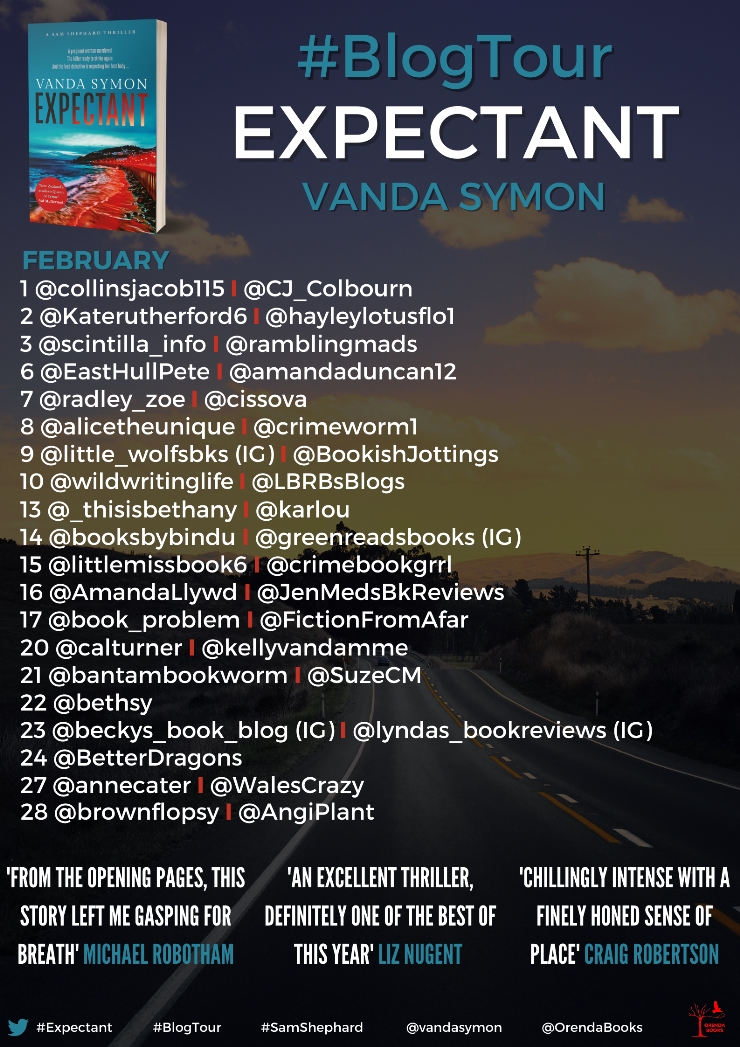 A SAM SHEPHARD THRILLER
VANDA SYMON
EXPECTANT
#BlogTour
EXPECTANT
VANDA SYMON
FEBRUARY
1 @collinsjacob115 I @CJ_Colbourn
2 @Katerutherford6 I @hayleylotusflo1
3 @scintilla_info I @ramblingmads
6 @EastHullPete I @amandaduncan12
7 @radley_zoe I @cissova
8 @alicetheunique I @crimeworm1
9 @little_wolfsbks (IG) I @BookishJottings
10 @wildwritinglife I @LBRBsBlogs
13 @_thisisbethany I @karlou
14 @booksbybindu I @greenreadsbooks (IG)
15 @littlemissbook6 I @crimebookgrrl
16 @AmandaLlywd I @JenMedsBkReviews
17 @book_problem I @FictionFromAfar
20 @calturner I @kellyvandamme
21 @bantambookworm I @SuzeCM
22 @bethsy
23 @beckys_book_blog (IG) I @lyndas_bookreviews (IG)
24 @BetterDragons
27 @annecater I @WalesCrazy
28 @brownflopsy I @AngiPlant
'FROM THE OPENING PAGES, THIS
STORY LEFT ME GASPING FOR
BREATH' MICHAEL ROBOTHAM
'AN EXCELLENT THRILLER,
DEFINITELY ONE OF THE BEST OF
THIS YEAR' LIZ NUGENT
'CHILLINGLY INTENSE WITH A
FINELY HONED SENSE OF
PLACE' CRAIG ROBERTSON
#Expectant #BlogTour #SamShephard @vandasymon @OrendaBooks
ORENDA
BOOKS